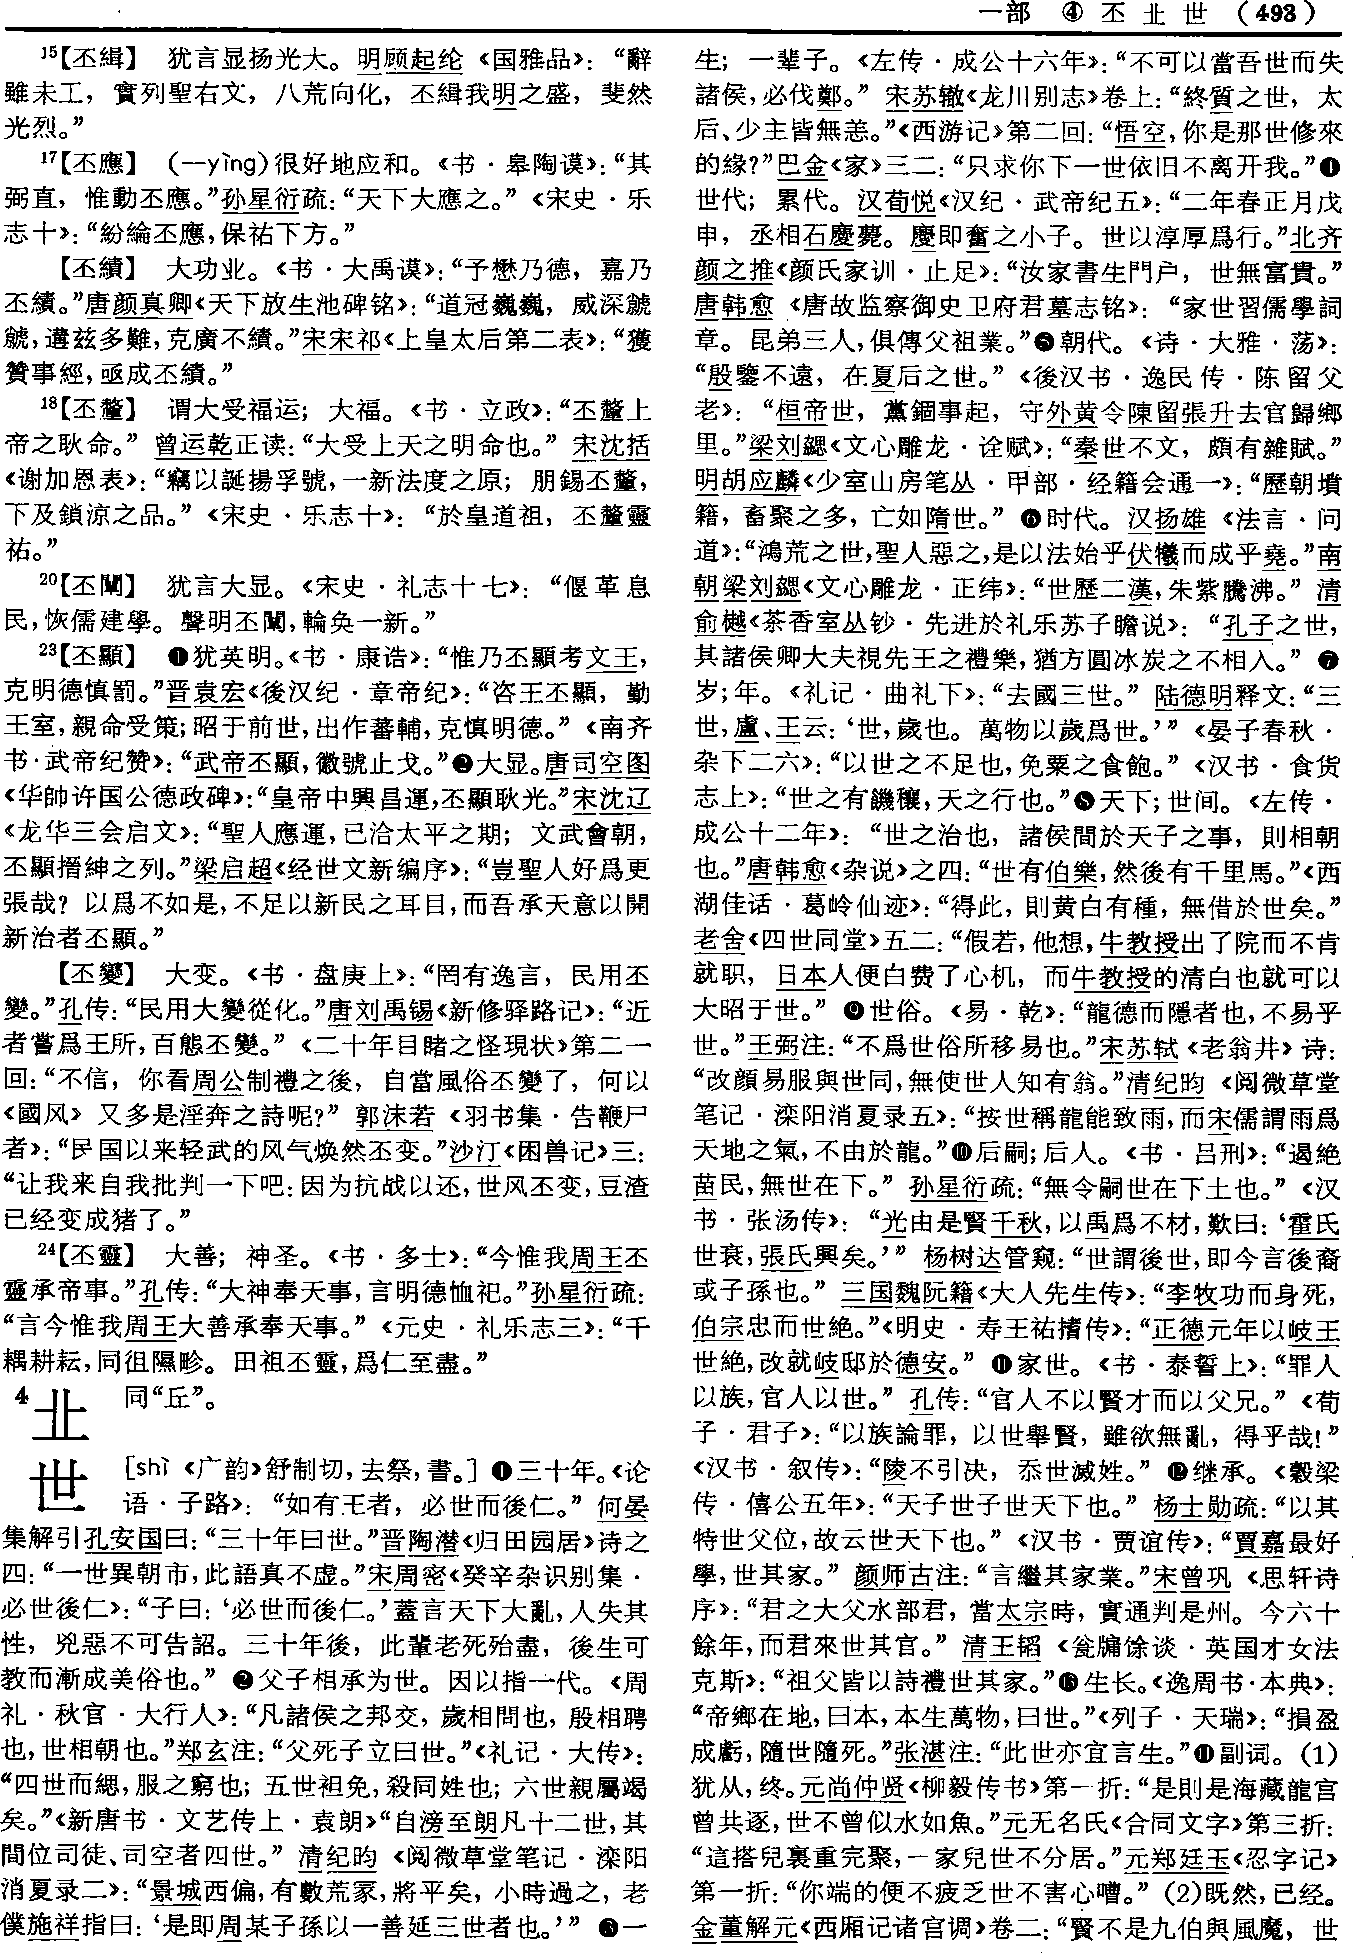 一部 ④ 丕 丠 世 (493)
¹⁵【丕緝】 犹言显扬光大。明顾起纶《国雅品》：“辭
雖未工，實列聖右文，八荒向化，丕緝我明之盛，斐然
光烈。”
¹⁷【丕應】 (—yìng)很好地应和。《书·皋陶谟》：“其
弼直，惟動丕應。”孙星衍疏：“天下大應之。”《宋史·乐
志十》：“紛綸丕應，保祐下方。”
【丕績】 大功业。《书·大禹谟》：“予懋乃德，嘉乃
丕績。”唐颜真卿《天下放生池碑铭》：“道冠巍巍，威深虩
虩，遘兹多難，克廣丕績。”宋宋祁《上皇太后第二表》：“獲
贊事經，亟成丕績。”
¹⁸【丕釐】 谓大受福运；大福。《书·立政》：“丕釐上
帝之耿命。”曾运乾正读：“大受上天之明命也。”宋沈括
《谢加恩表》：“竊以誕揚孚號，一新法度之原；朋錫丕釐，
下及鎖凉之品。”《宋史·乐志十》：“於皇道祖，丕釐靈
祐。”
²⁰【丕闡】 犹言大显。《宋史·礼志十七》：“偃革息
民，恢儒建學。聲明丕闡，輪奂一新。”
²³【丕顯】 ❶犹英明。《书·康诰》：“惟乃丕顯考文王，
克明德慎罰。”晋袁宏《後汉纪·章帝纪》：“咨王丕顯，勤
王室，親命受策；昭于前世，出作蕃輔，克慎明德。”《南齐
书·武帝纪赞》：“武帝丕顯，徽號止戈。”❷大显。唐司空图
《华帥许国公德政碑》：“皇帝中興昌運，丕顯耿光。”宋沈辽
《龙华三会启文》：“聖人應運，已洽太平之期；文武會朝，
丕顯搢紳之列。”梁启超《经世文新编序》：“豈聖人好爲更
張哉？以爲不如是，不足以新民之耳目，而吾承天意以開
新治者丕顯。”
【丕變】 大变。《书·盘庚上》：“罔有逸言，民用丕
變。”孔传：“民用大變從化。”唐刘禹锡《新修驿路记》：“近
者嘗爲王所，百態丕變。”《二十年目睹之怪現状》第二一
回：“不信，你看周公制禮之後，自當風俗丕變了，何以
《國风》又多是淫奔之詩呢？”郭沫若《羽书集·告鞭尸
者》：“民国以来轻武的风气焕然丕变。”沙汀《困兽记》三：
“让我来自我批判一下吧：因为抗战以还，世风丕变，豆渣
已经变成猪了。”
²⁴【丕靈】 大善；神圣。《书·多士》：“今惟我周王丕
靈承帝事。”孔传：“大神奉天事，言明德恤祀。”孙星衍疏：
“言今惟我周王大善承奉天事。”《元史·礼乐志三》：“千
耦耕耘，同徂隰畛。田祖丕靈，爲仁至盡。”
4丠 同“丘”。
世 [shì《广韵》舒制切，去祭，書。]❶三十年。《论
语·子路》：“如有王者，必世而後仁。”何晏
集解引孔安国曰：“三十年曰世。”晋陶潜《归田园居》诗之
四：“一世異朝市，此語真不虚。”宋周密《癸辛杂识别集·
必世後仁》：“子曰：‘必世而後仁。’蓋言天下大亂，人失其
性，兇惡不可告詔。三十年後，此輩老死殆盡，後生可
教而漸成美俗也。”❷父子相承为世。因以指一代。《周
礼·秋官·大行人》：“凡諸侯之邦交，歲相問也，殷相聘
也，世相朝也。”郑玄注：“父死子立曰世。”《礼记·大传》：
“四世而緦，服之窮也；五世袒免，殺同姓也；六世親屬竭
矣。”《新唐书·文艺传上·袁朗》“自滂至朗凡十二世，其
間位司徒、司空者四世。”清纪昀《阅微草堂笔记·滦阳
消夏录二》：“景城西偏，有數荒冢，將平矣，小時過之，老
僕施祥指曰：‘是即周某子孫以一善延三世者也。’”❸一
生；一辈子。《左传·成公十六年》：“不可以當吾世而失
諸侯，必伐鄭。”宋苏辙《龙川别志》卷上：“終質之世，太
后、少主皆無恙。”《西游记》第二回：“悟空，你是那世修來
的緣？”巴金《家》三二：“只求你下一世依旧不离开我。”❹
世代；累代。汉荀悦《汉纪·武帝纪五》：“二年春正月戊
申，丞相石慶薨。慶即奮之小子。世以淳厚爲行。”北齐
颜之推《颜氏家训·止足》：“汝家書生門户，世無富貴。”
唐韩愈《唐故监察御史卫府君墓志铭》：“家世習儒學詞
章。昆弟三人，俱傳父祖業。”❺朝代。《诗·大雅·荡》：
“殷鑒不遠，在夏后之世。”《後汉书·逸民传·陈留父
老》：“桓帝世，黨錮事起，守外黄令陳留張升去官歸鄉
里。”梁刘勰《文心雕龙·诠赋》：“秦世不文，頗有雜賦。”
明胡应麟《少室山房笔丛·甲部·经籍会通一》：“歷朝墳
籍，畜聚之多，亡如隋世。”❻时代。汉扬雄《法言·问
道》：“鴻荒之世，聖人惡之，是以法始乎伏犧而成乎堯。”南
朝梁刘勰《文心雕龙·正纬》：“世歷二漢，朱紫騰沸。”清
俞樾《茶香室丛钞·先进於礼乐苏子瞻说》：“孔子之世，
其諸侯卿大夫視先王之禮樂，猶方圓冰炭之不相入。”❼
岁；年。《礼记·曲礼下》：“去國三世。”陆德明释文：“三
世，盧、王云：‘世，歲也。萬物以歲爲世。’”《晏子春秋·
杂下二六》：“以世之不足也，免粟之食飽。”《汉书·食货
志上》：“世之有饑穰，天之行也。”❽天下；世间。《左传·
成公十二年》：“世之治也，諸侯間於天子之事，則相朝
也。”唐韩愈《杂说》之四：“世有伯樂，然後有千里馬。”《西
湖佳话·葛岭仙迹》：“得此，則黄白有種，無借於世矣。”
老舍《四世同堂》五二：“假若，他想，牛教授出了院而不肯
就职，日本人便白费了心机，而牛教授的清白也就可以
大昭于世。”❾世俗。《易·乾》：“龍德而隱者也，不易乎
世。”王弼注：“不爲世俗所移易也。”宋苏轼《老翁井》诗：
“改顔易服與世同，無使世人知有翁。”清纪昀《阅微草堂
笔记·滦阳消夏录五》：“按世稱龍能致雨，而宋儒謂雨爲
天地之氣，不由於龍。”❿后嗣；后人。《书·吕刑》：“遏絶
苗民，無世在下。”孙星衍疏：“無令嗣世在下土也。”《汉
书·张汤传》：“光由是賢千秋，以禹爲不材，歎曰：‘霍氏
世衰，張氏興矣。’”杨树达管窥：“世謂後世，即今言後裔
或子孫也。”三国魏阮籍《大人先生传》：“李牧功而身死，
伯宗忠而世絶。”《明史·寿王祐榰传》：“正德元年以岐王
世絶，改就岐邸於德安。”⓫家世。《书·泰誓上》：“罪人
以族，官人以世。”孔传：“官人不以賢才而以父兄。”《荀
子·君子》：“以族論罪，以世舉賢，雖欲無亂，得乎哉！”
《汉书·叙传》：“陵不引决，忝世滅姓。”⓬继承。《穀梁
传·僖公五年》：“天子世子世天下也。”杨士勋疏：“以其
特世父位，故云世天下也。”《汉书·贾谊传》：“賈嘉最好
學，世其家。”颜师古注：“言繼其家業。”宋曾巩《思轩诗
序》：“君之大父水部君，當太宗時，實通判是州。今六十
餘年，而君來世其官。”清王韬《瓮牖馀谈·英国才女法
克斯》：“祖父皆以詩禮世其家。”⓭生长。《逸周书·本典》：
“帝鄉在地，曰本，本生萬物，曰世。”《列子·天瑞》：“損盈
成虧，隨世隨死。”张湛注：“此世亦宜言生。”⓮副词。(1)
犹从，终。元尚仲贤《柳毅传书》第一折：“是則是海藏龍宫
曾共逐，世不曾似水如魚。”元无名氏《合同文字》第三折：
“這搭兒裏重完聚，一家兒世不分居。”元郑廷玉《忍字记》
第一折：“你端的便不疲乏世不害心嘈。”(2)既然，已经。
金董解元《西厢记诸宫调》卷二：“賢不是九伯與風魔，世